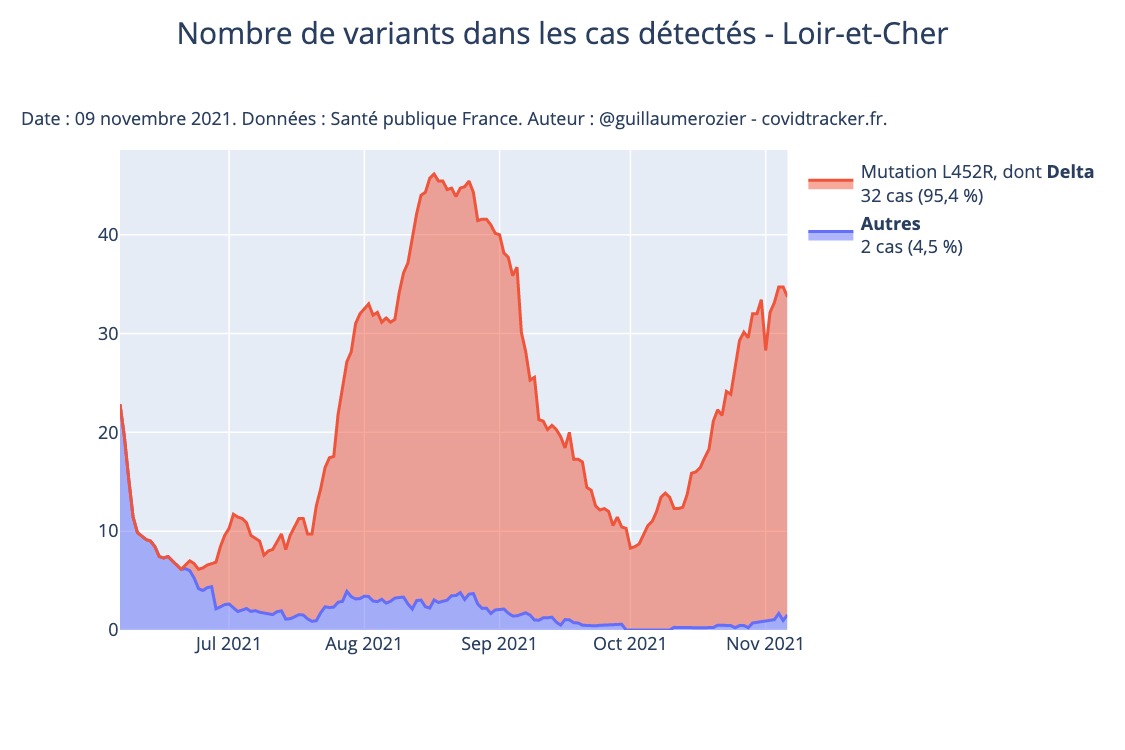 Nombre de variants dans les cas détectés - Loir-et-Cher
Date : 09 novembre 2021. Données : Santé publique France. Auteur : @guillaumerozier - covidtracker.fr.
Mutation L452R, dont Delta
32 cas (95,4 %)
Autres
2 cas (4,5 %)
40
30
20
10
0
Jul 2021
Aug 2021
Sep 2021
Oct 2021
Nov 2021